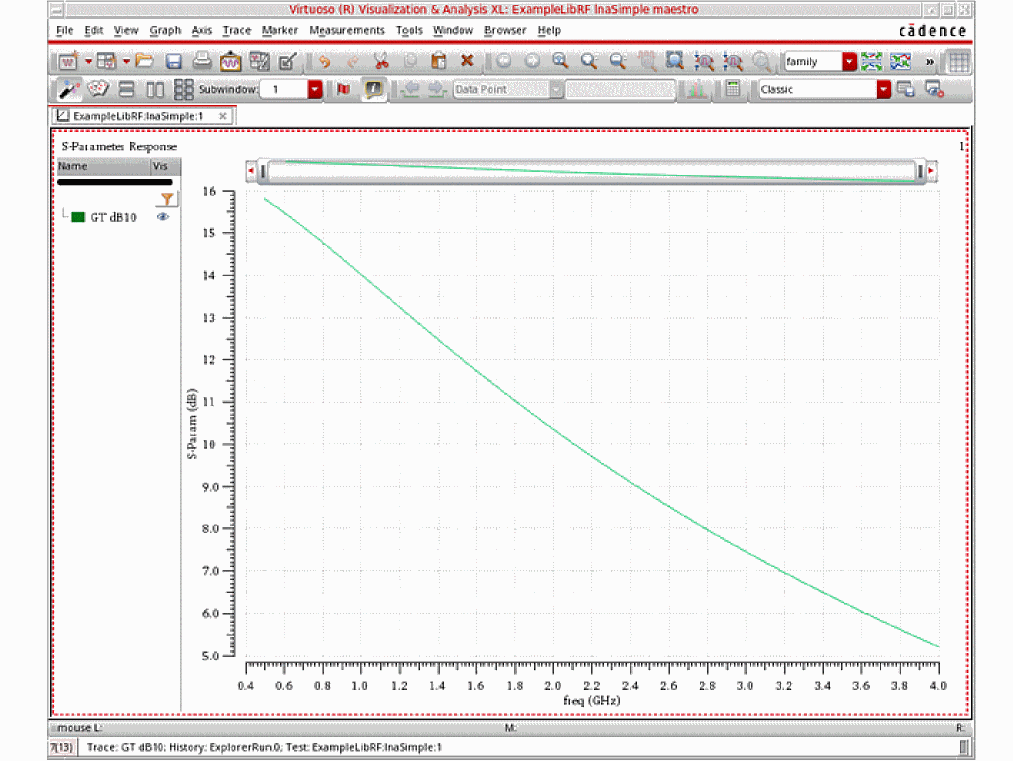 Virtuoso (R) Visualization & Analysis XL: ExampleLibRF lnaSimple maestro
File Edit View Graph Axis Trace Marker Measurements Tools Window Browser Help
cādence
family
»
Subwindow: 1
Data Point
Classic
ExampleLibRF:lnaSimple:1
S-Parameter Response
1
Name Vis
GT dB10
16
15
14
13
12
11
10
9.0
8.0
7.0
6.0
5.0
S-Param (dB)
0.4 0.6 0.8 1.0 1.2 1.4 1.6 1.8 2.0 2.2 2.4 2.6 2.8 3.0 3.2 3.4 3.6 3.8 4.0
freq (GHz)
mouse L: M: R:
7(13) Trace: GT dB10; History: ExplorerRun.0; Test: ExampleLibRF:lnaSimple:1